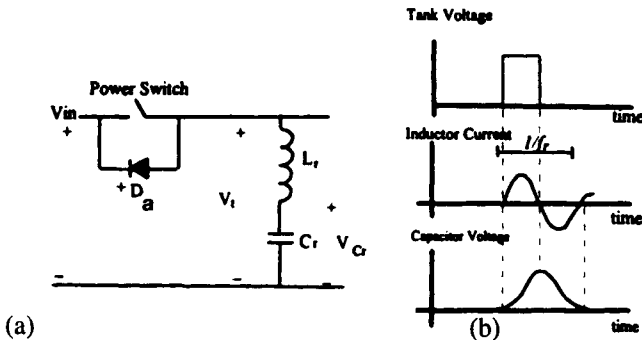 Power Switch
Vin
+
+
+ D a
V t
L r
C r
+
V Cr
−
−
−
(a)
Tank Voltage
time
Inductor Current
1/f r
time
Capacitor Voltage
time
(b)